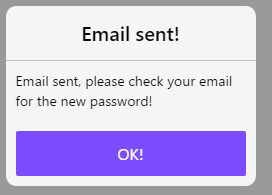 Email sent!
Email sent, please check your email
for the new password!
OK!